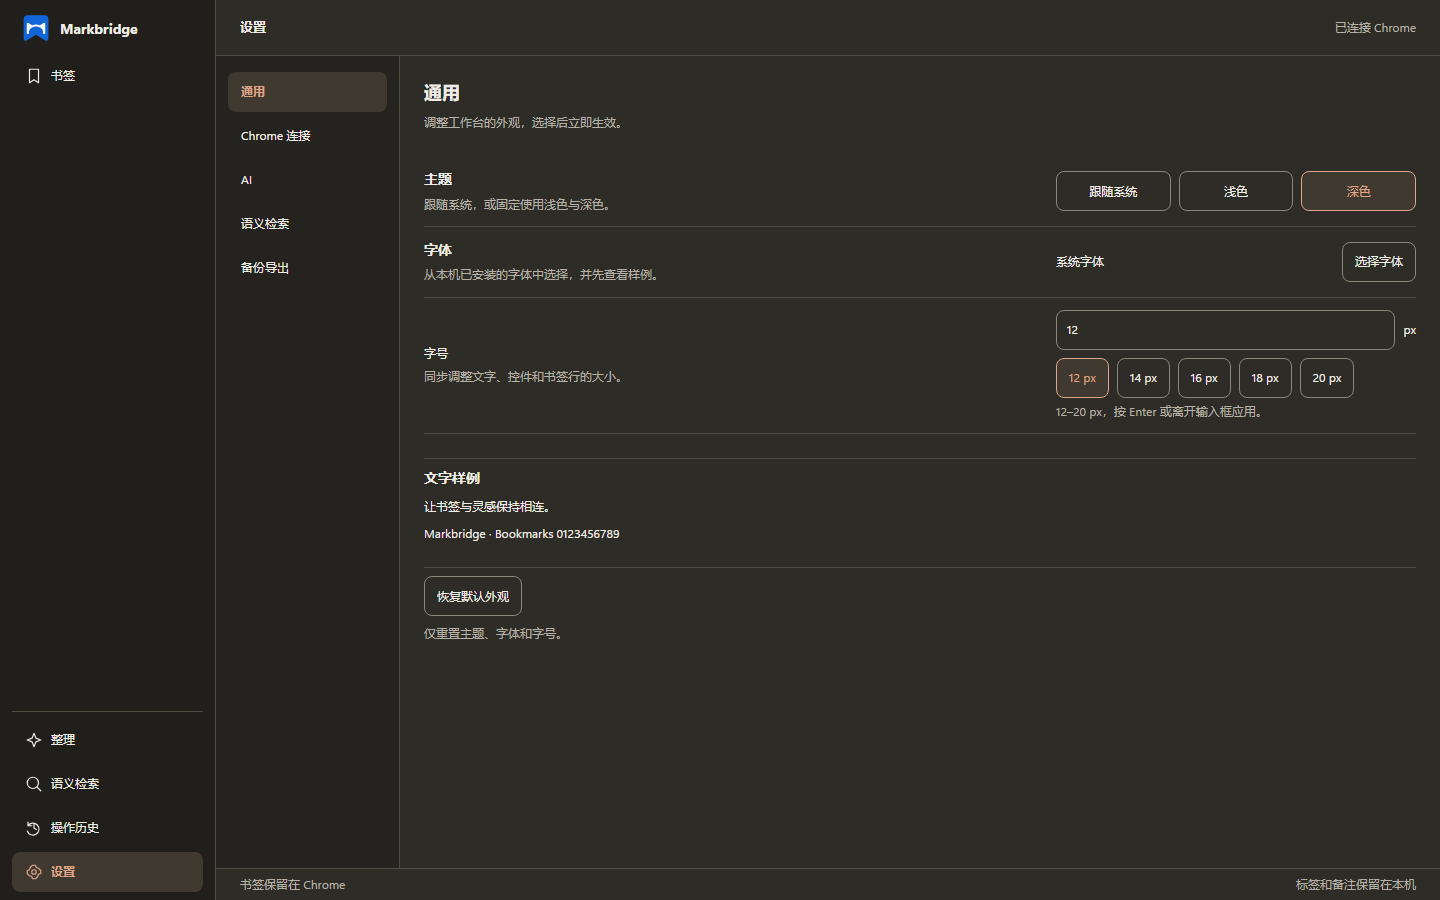 Markbridge
书签
整理
语义检索
操作历史
设置
设置
已连接 Chrome
通用
Chrome 连接
AI
语义检索
备份导出
通用
调整工作台的外观，选择后立即生效。
主题
跟随系统，或固定使用浅色与深色。
跟随系统
浅色
深色
字体
从本机已安装的字体中选择，并先查看样例。
系统字体
选择字体
字号
同步调整文字、控件和书签行的大小。
12
px
12 px
14 px
16 px
18 px
20 px
12–20 px，按 Enter 或离开输入框应用。
文字样例
让书签与灵感保持相连。
Markbridge · Bookmarks 0123456789
恢复默认外观
仅重置主题、字体和字号。
书签保留在 Chrome
标签和备注保留在本机